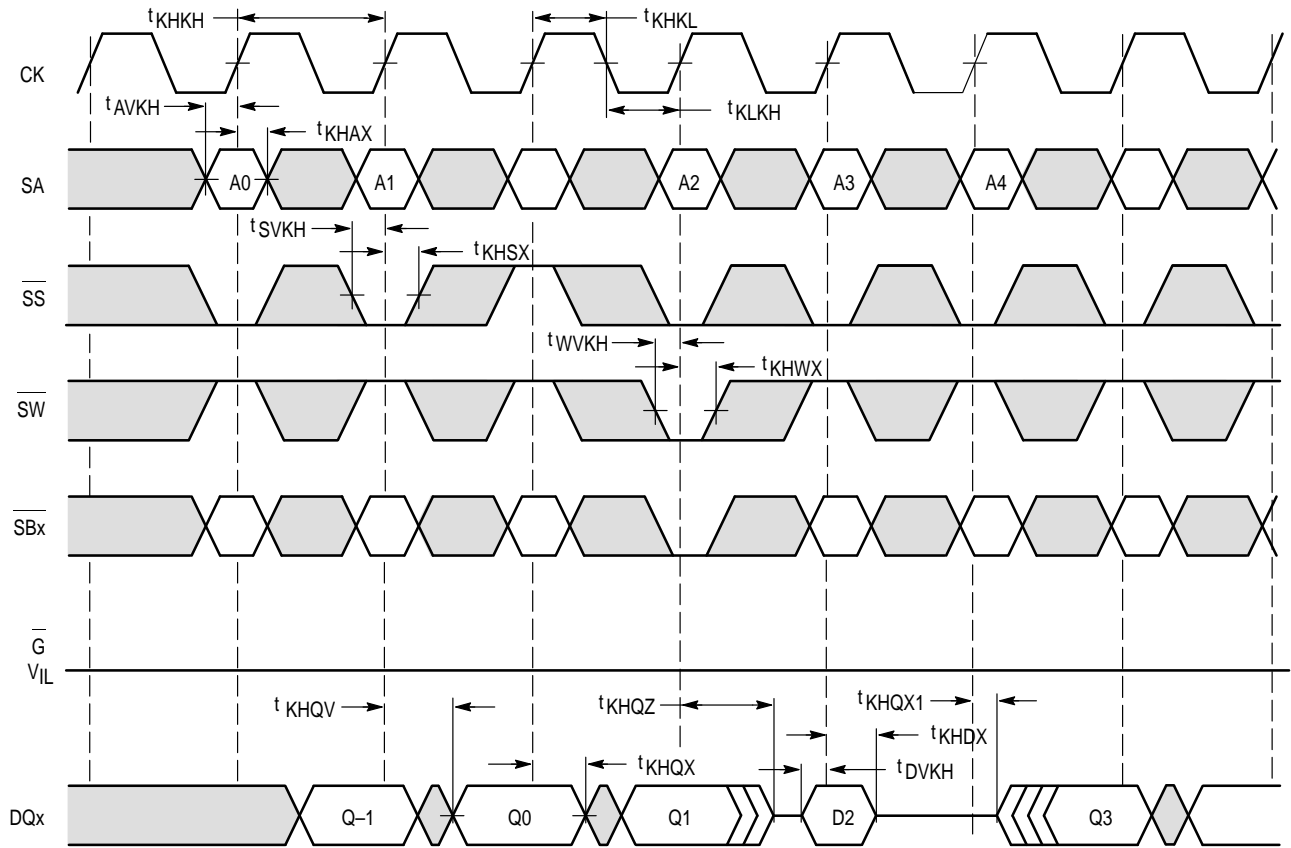 tKHKH
tKHKL
CK
tAVKH
tKLKH
tKHAX
SA
A0
A1
A2
A3
A4
tSVKH
tKHSX
SS
tWVKH
tKHWX
SW
SBx
G
VIL
tKHQV
tKHQZ
tKHQX1
tKHDX
tKHQX
tDVKH
DQx
Q–1
Q0
Q1
D2
Q3